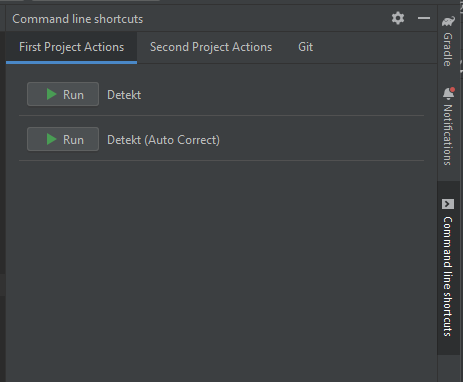 Command line shortcuts
First Project Actions
Second Project Actions
Git
Run
Detekt
Run
Detekt (Auto Correct)
Gradle
Notifications
Command line shortcuts